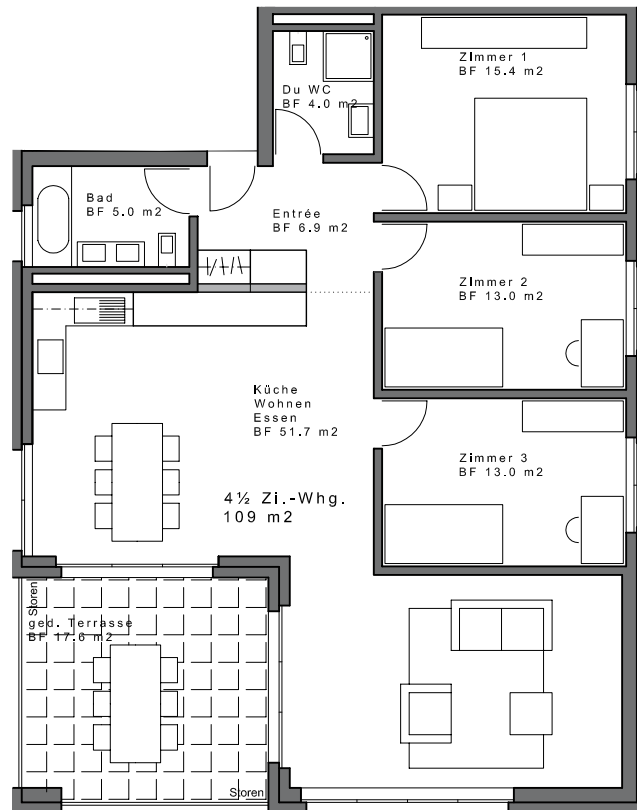 Zimmer 1
BF 15.4 m2
Du WC
BF 4.0 m2
Bad
BF 5.0 m2
Entrée
BF 6.9 m2
Zimmer 2
BF 13.0 m2
Küche
Wohnen
Essen
BF 51.7 m2
Zimmer 3
BF 13.0 m2
4½ Zi.-Whg.
109 m2
Storen
ged. Terrasse
BF 17.6 m2
Storen